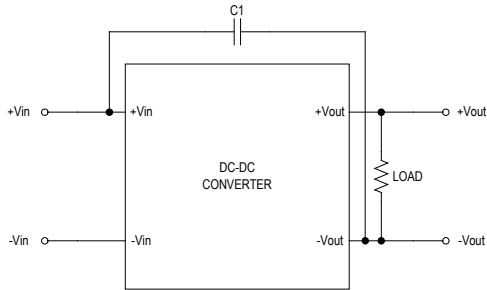 C1
+Vin +Vin +Vout +Vout
DC-DC
CONVERTER
LOAD
-Vin -Vin -Vout -Vout